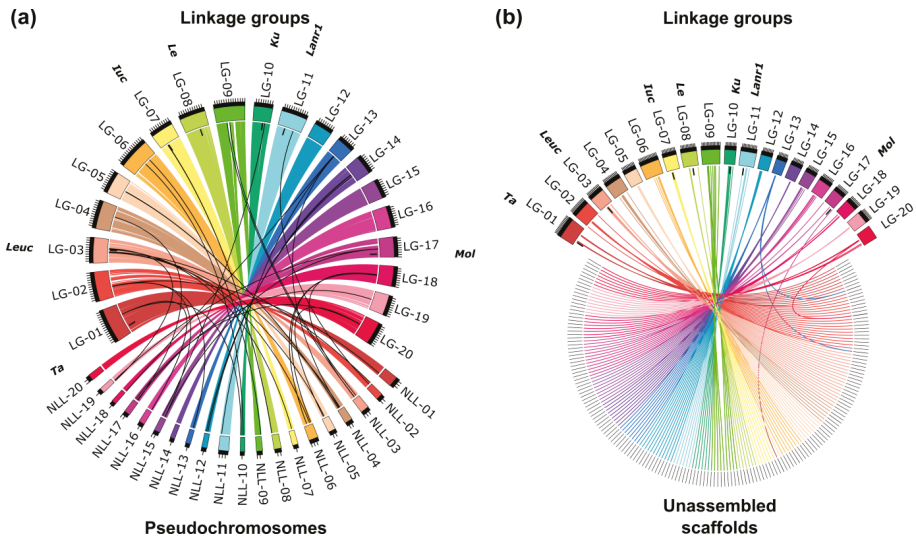 (a)
Linkage groups
Ta
LG-01
LG-02
Leuc
LG-03
LG-04
LG-05
LG-06
Iuc
LG-07
Le
LG-08
LG-09
Ku
LG-10
Lanr1
LG-11
LG-12
LG-13
LG-14
LG-15
LG-16
LG-17
Mol
LG-18
LG-19
LG-20
NLL-20
NLL-19
NLL-18
NLL-17
NLL-16
NLL-15
NLL-14
NLL-13
NLL-12
NLL-11
NLL-10
NLL-09
NLL-08
NLL-07
NLL-06
NLL-05
NLL-04
NLL-03
NLL-02
NLL-01
Pseudochromosomes
(b)
Linkage groups
Ta
LG-01
LG-02
Leuc
LG-03
LG-04
LG-05
LG-06
Iuc
LG-07
Le
LG-08
LG-09
Ku
LG-10
Lanr1
LG-11
LG-12
LG-13
LG-14
LG-15
LG-16
LG-17
Mol
LG-18
LG-19
LG-20
Unassembled
scaffolds